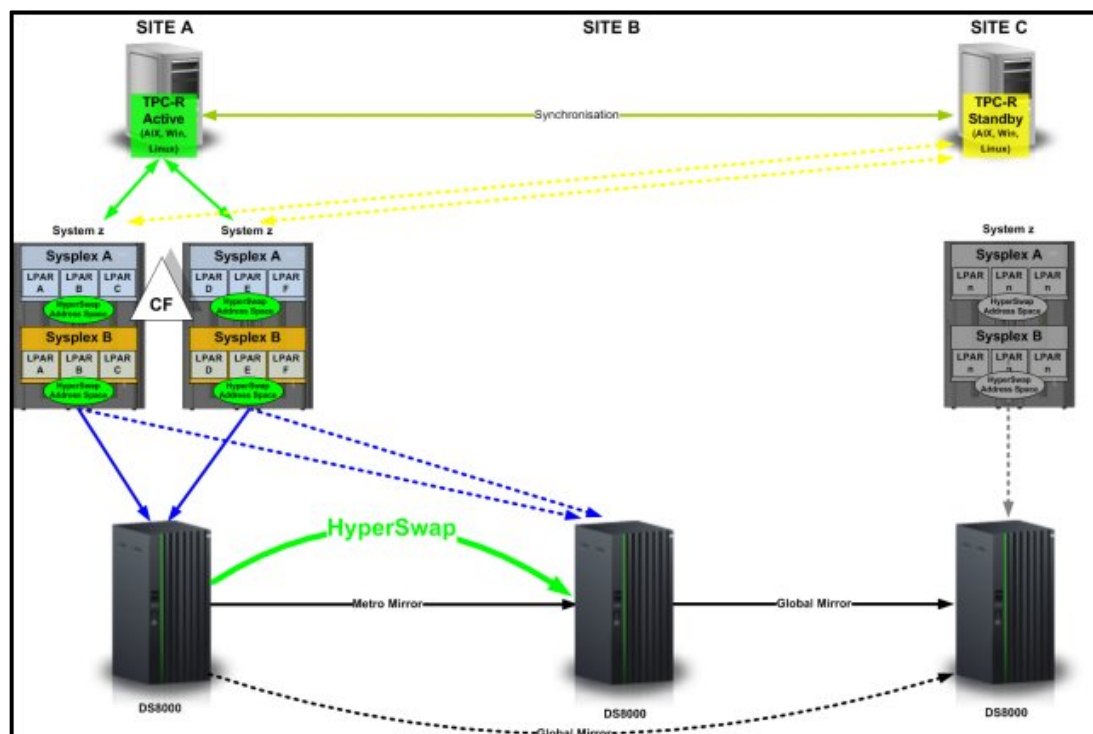 SITE A
SITE B
SITE C
TPC-R
Active
(AIX, Win,
Linux)
Synchronisation
TPC-R
Standby
(AIX, Win,
Linux)
System z
System z
System z
Sysplex A
LPAR
A
LPAR
B
LPAR
C
HyperSwap
Address Space
Sysplex B
LPAR
A
LPAR
B
LPAR
C
HyperSwap
Address Space
CF
Sysplex A
LPAR
D
LPAR
E
LPAR
F
HyperSwap
Address Space
Sysplex B
LPAR
D
LPAR
E
LPAR
F
HyperSwap
Address Space
Sysplex A
LPAR
n
LPAR
n
LPAR
n
HyperSwap
Address Space
Sysplex B
LPAR
n
LPAR
n
LPAR
n
HyperSwap
Address Space
HyperSwap
Metro Mirror
Global Mirror
DS8000
DS8000
DS8000
Global Mirror